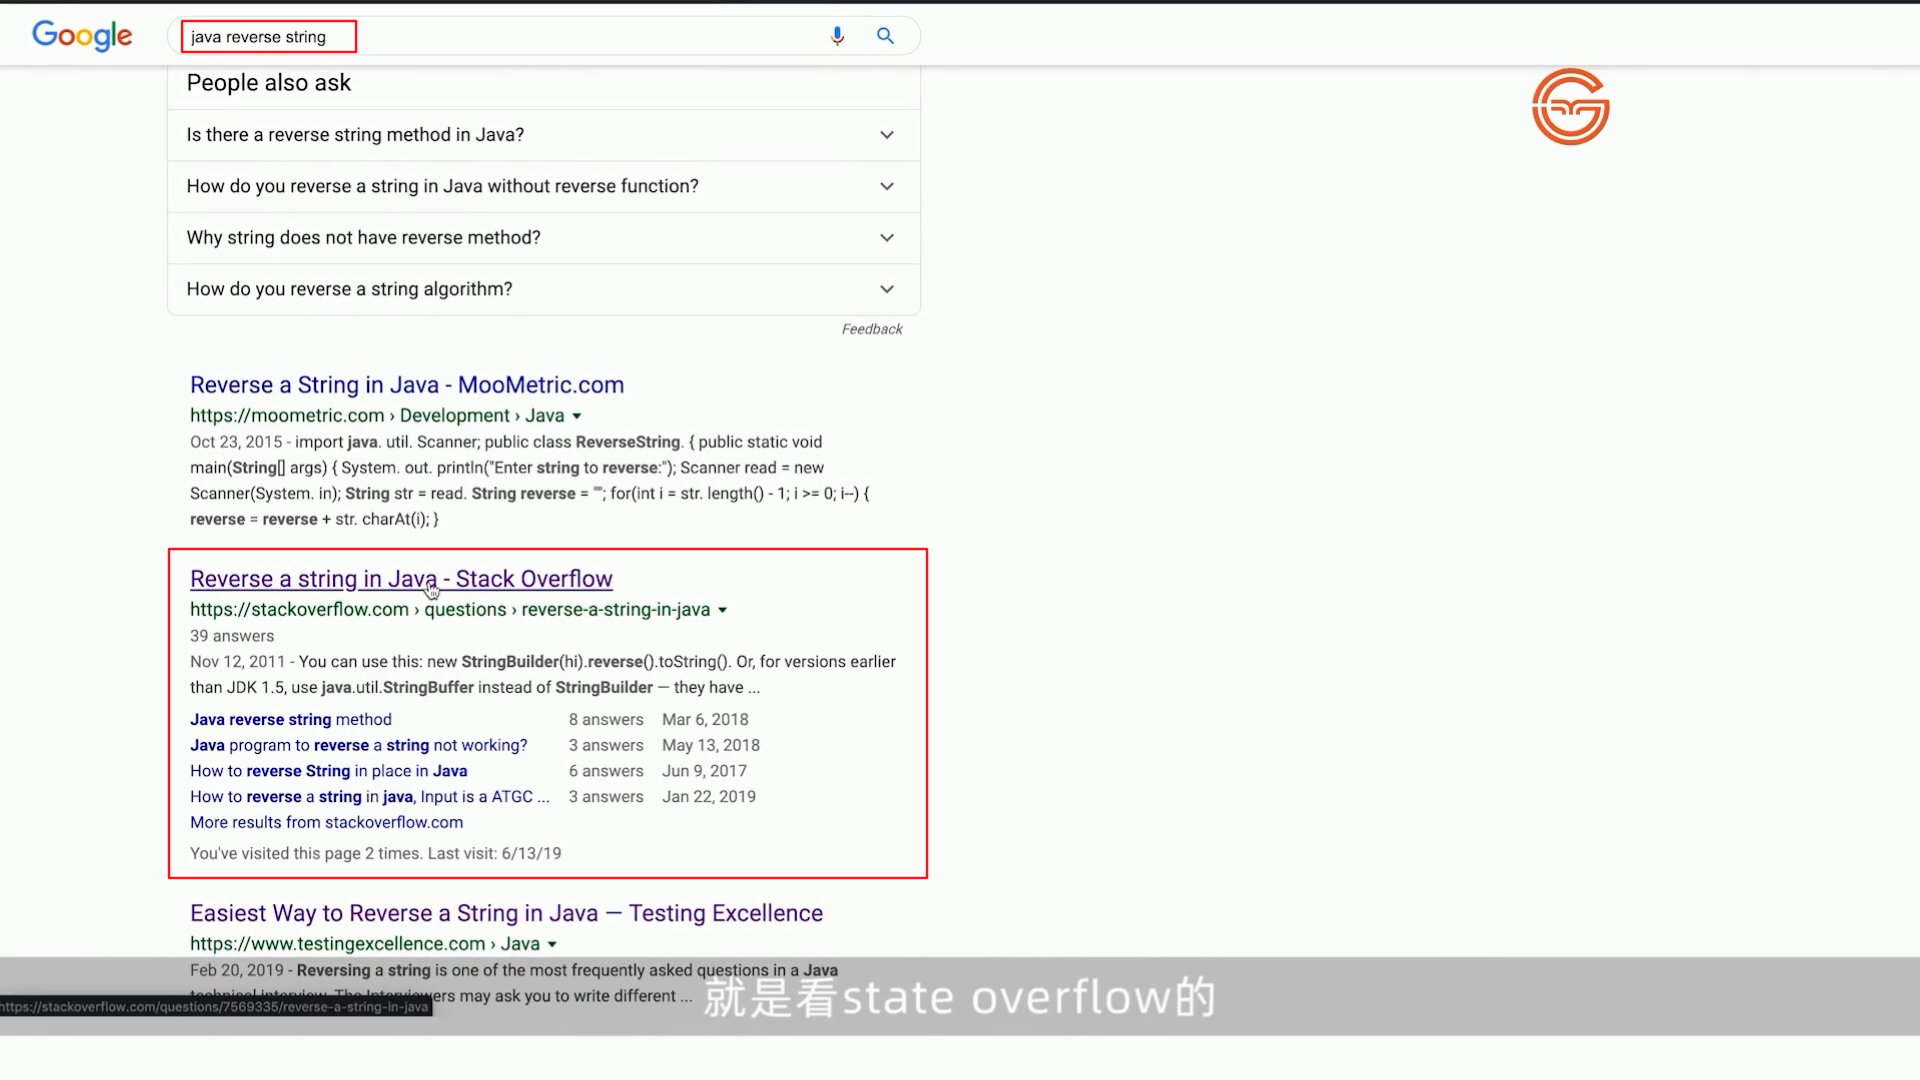 Google
java reverse string
People also ask
Is there a reverse string method in Java?
How do you reverse a string in Java without reverse function?
Why string does not have reverse method?
How do you reverse a string algorithm?
Feedback
Reverse a String in Java - MooMetric.com
https://moometric.com › Development › Java
Oct 23, 2015 - import java. util. Scanner; public class ReverseString. { public static void
main(String[] args) { System. out. println("Enter string to reverse:"); Scanner read = new
Scanner(System. in); String str = read. String reverse = ""; for(int i = str. length() - 1; i >= 0; i--) {
reverse = reverse + str. charAt(i); }
Reverse a string in Java - Stack Overflow
https://stackoverflow.com › questions › reverse-a-string-in-java
39 answers
Nov 12, 2011 - You can use this: new StringBuilder(hi).reverse().toString(). Or, for versions earlier
than JDK 1.5, use java.util.StringBuffer instead of StringBuilder — they have ...
Java reverse string method 8 answers Mar 6, 2018
Java program to reverse a string not working? 3 answers May 13, 2018
How to reverse String in place in Java 6 answers Jun 9, 2017
How to reverse a string in java, Input is a ATGC ... 3 answers Jan 22, 2019
More results from stackoverflow.com
You've visited this page 2 times. Last visit: 6/13/19
Easiest Way to Reverse a String in Java — Testing Excellence
https://www.testingexcellence.com › Java
Feb 20, 2019 - Reversing a string is one of the most frequently asked questions in a Java
technical interview. The Interviewers may ask you to write different ...
https://stackoverflow.com/questions/7569335/reverse-a-string-in-java
就是看state overflow的